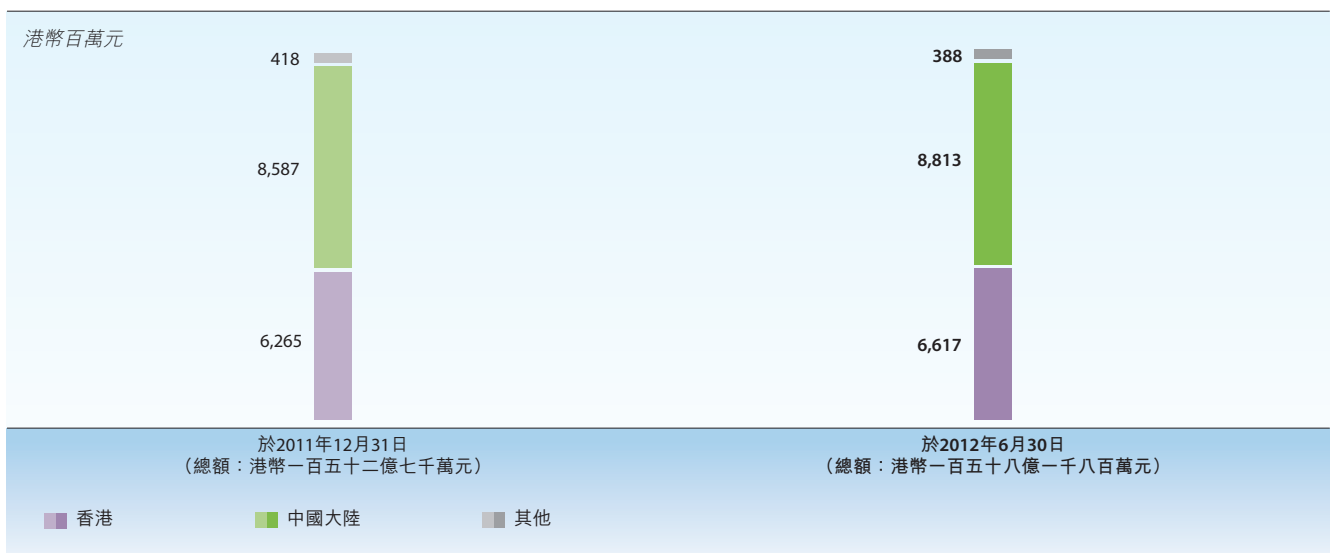 港幣百萬元
418
388
8,587
8,813
6,265
6,617
於2011年12月31日
（總額：港幣一百五十二億七千萬元）
於2012年6月30日
（總額：港幣一百五十八億一千八百萬元）
香港
中國大陸
其他